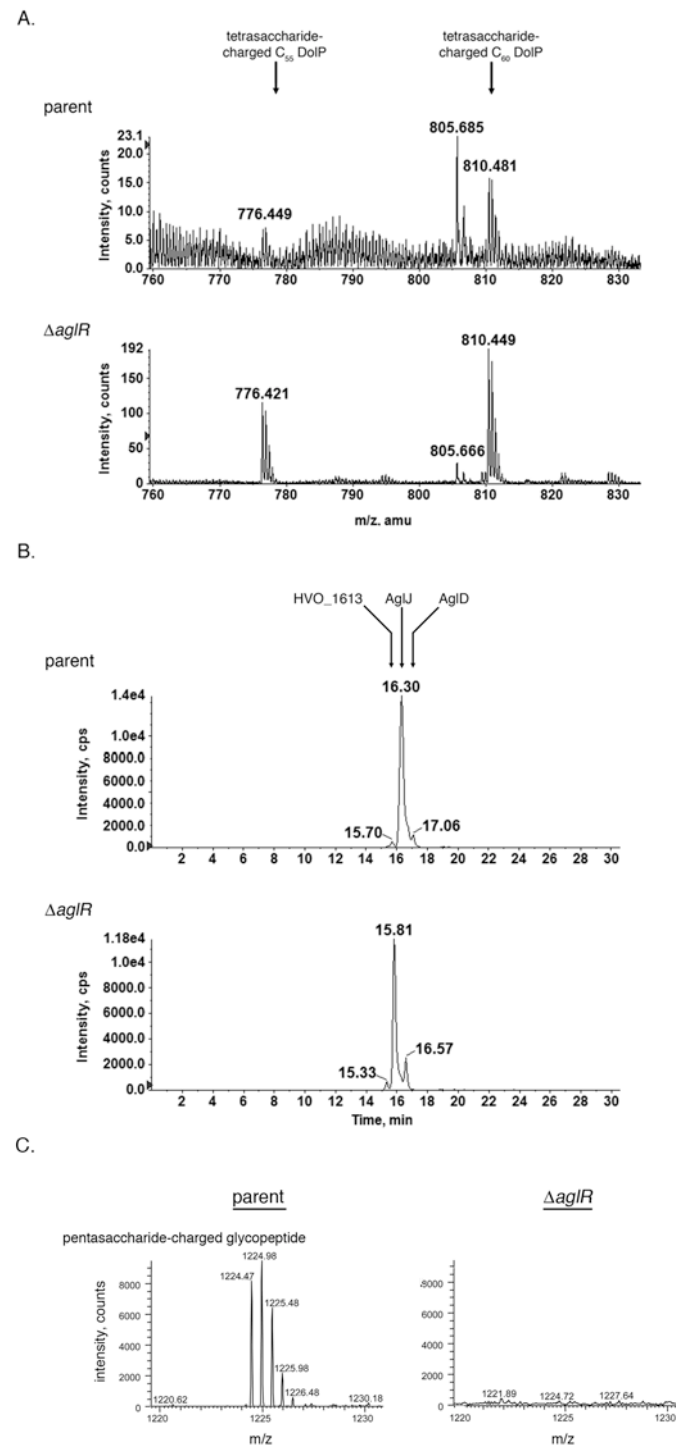 A.
tetrasaccharide-
charged C55 DolP
tetrasaccharide-
charged C60 DolP
parent
Intensity, counts
23.1
20.0
15.0
10.0
5.0
0.0
776.449
805.685
810.481
760 770 780 790 800 810 820 830
ΔaglR
Intensity, counts
192
150
100
50
0
776.421
805.666
810.449
760 770 780 790 800 810 820 830
m/z. amu
B.
HVO_1613 AglJ AglD
parent
Intensity, cps
1.4e4
1.0e4
8000.0
6000.0
4000.0
2000.0
0.0
16.30
15.70
17.06
2 4 6 8 10 12 14 16 18 20 22 24 26 28 30
ΔaglR
Intensity, cps
1.18e4
1.0e4
8000.0
6000.0
4000.0
2000.0
0.0
15.81
15.33
16.57
2 4 6 8 10 12 14 16 18 20 22 24 26 28 30
Time, min
C.
parent
ΔaglR
pentasaccharide-charged glycopeptide
intensity, counts
8000
6000
4000
2000
0
1224.98
1224.47
1225.48
1225.98
1226.48
1220.62
1230.18
1220 1225 1230
m/z
8000
6000
4000
2000
0
1221.89 1224.72 1227.64
1220 1225 1230
m/z